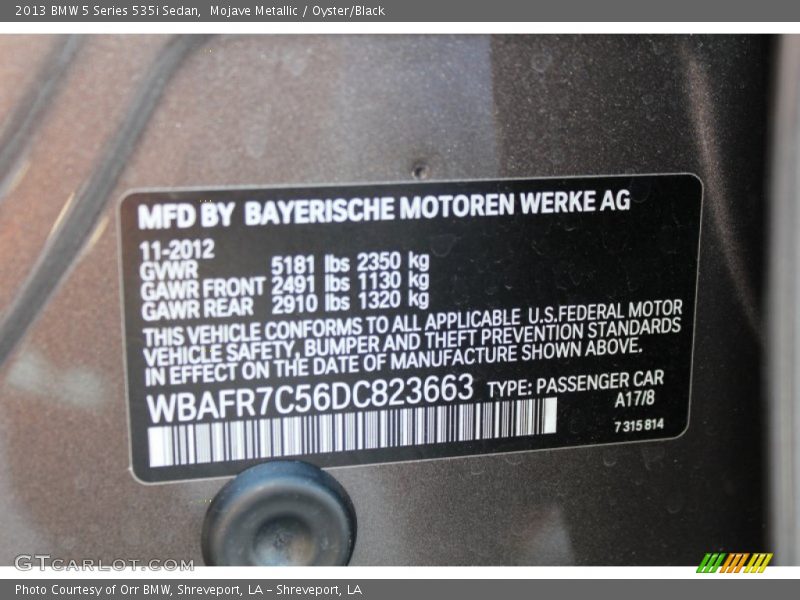 2013 BMW 5 Series 535i Sedan,  Mojave Metallic / Oyster/Black
MFD BY BAYERISCHE MOTOREN WERKE AG
11-2012
GVWR 5181 lbs 2350 kg
GAWR FRONT 2491 lbs 1130 kg
GAWR REAR 2910 lbs 1320 kg
THIS VEHICLE CONFORMS TO ALL APPLICABLE U.S.FEDERAL MOTOR
VEHICLE SAFETY, BUMPER AND THEFT PREVENTION STANDARDS
IN EFFECT ON THE DATE OF MANUFACTURE SHOWN ABOVE.
WBAFR7C56DC823663 TYPE: PASSENGER CAR
A17/8
7 315 814
GTcarlot.com
Photo Courtesy of Orr BMW, Shreveport, LA - Shreveport, LA